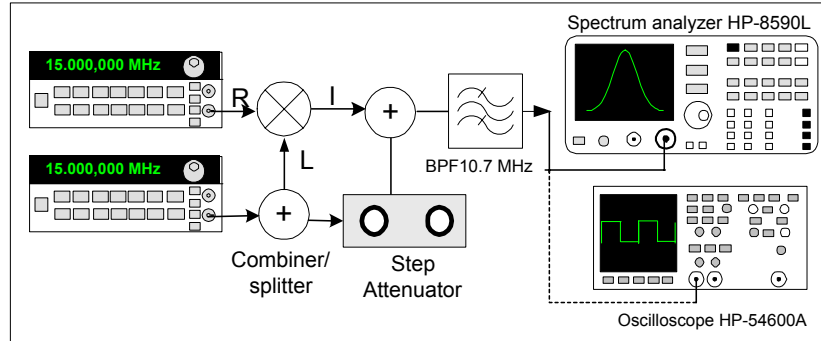 Spectrum analyzer HP-8590L
15.000,000 MHz
R
I
BPF10.7 MHz
15.000,000 MHz
L
Combiner/
splitter
Step
Attenuator
Oscilloscope HP-54600A